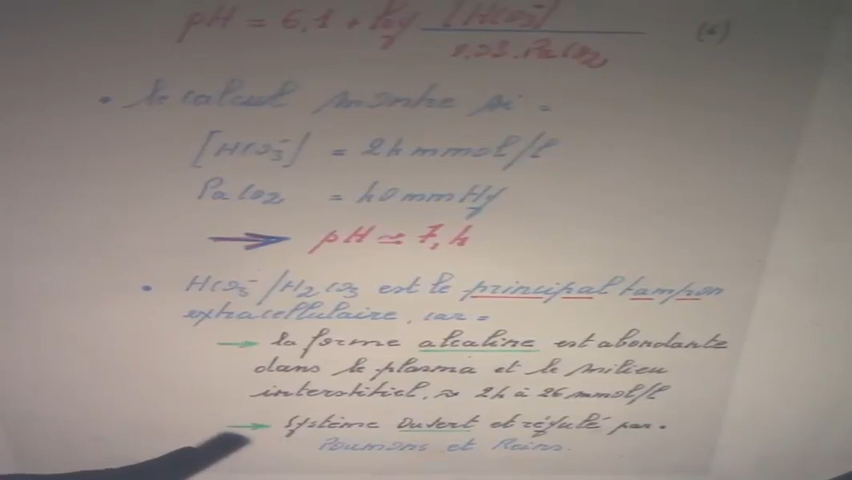 pH = 6,1 + log [HCO3-] / 0,03.PaCO2 (6)
• le calcul montre si =
[HCO3-] = 24 mmol/l
PaCO2 = 40 mmHg
→ pH ≃ 7,4
• HCO3-/H2CO3 est le principal tampon
extracellulaire, car =
→ la forme alcaline est abondante
dans le plasma et le milieu
interstitiel, ≈ 24 à 26 mmol/l
→ Système ouvert et régulé par.
Poumons et Reins.